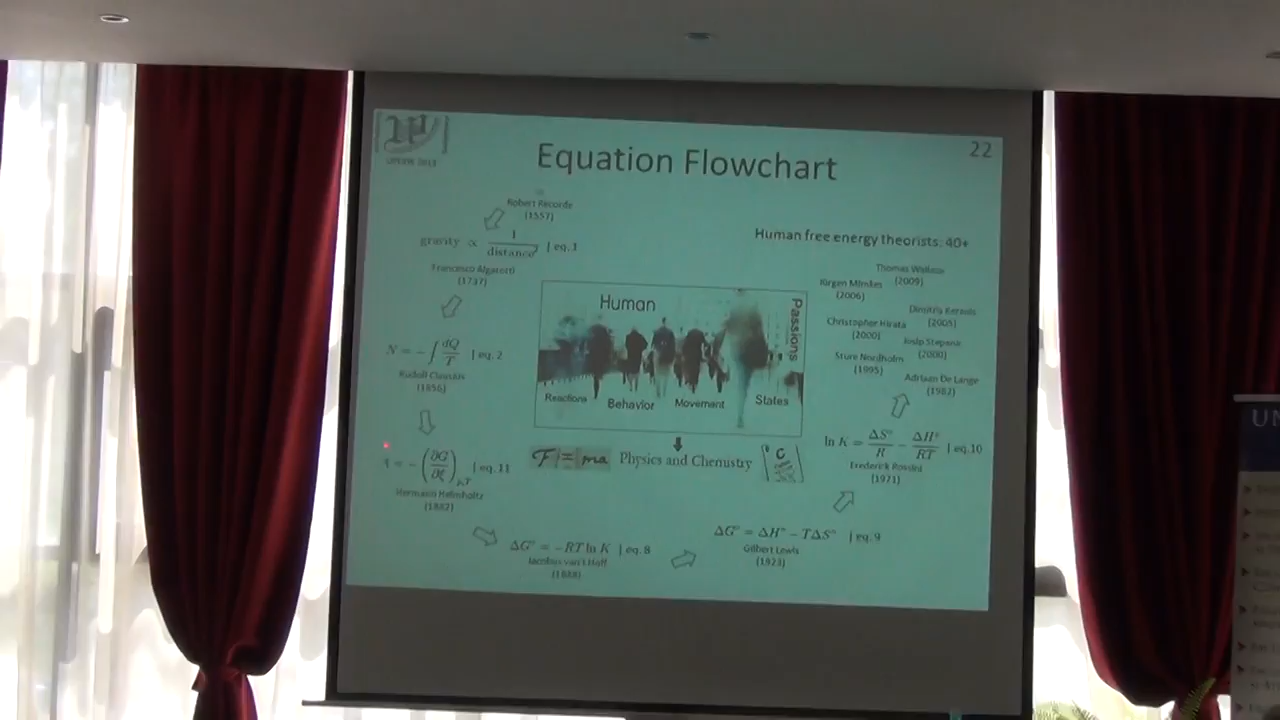 22
Equation Flowchart
Robert Recorde
(1557)
gravity ∝ 1/distance² | eq.1
Francesco Algarotti
(1737)
N = −∫ dQ/T | eq.2
Rudolf Clausius
(1856)
= −(∂G/∂ξ) | eq.11
Hermann Helmholtz
(1882)
ΔG° = −RT ln K | eq.8
Jacobus van't Hoff
ΔG° = ΔH° − TΔS° | eq.9
Gilbert Lewis
(1923)
ln K = ΔS°/R − ΔH°/RT | eq.10
Frederick Rossini
(1971)
Human free energy theorists: 40+
Thomas Wallace
(2009)
Jürgen Mimkes
(2006)
(2005)
Christopher Hirata
(2000)
Josip Stepanic
(2000)
Sture Nordholm
(1995)
Adriaan De Lange
(1982)
Human
Passions
Reactions
Behavior
Movement
States
F = ma
Physics and Chemistry
C
UN